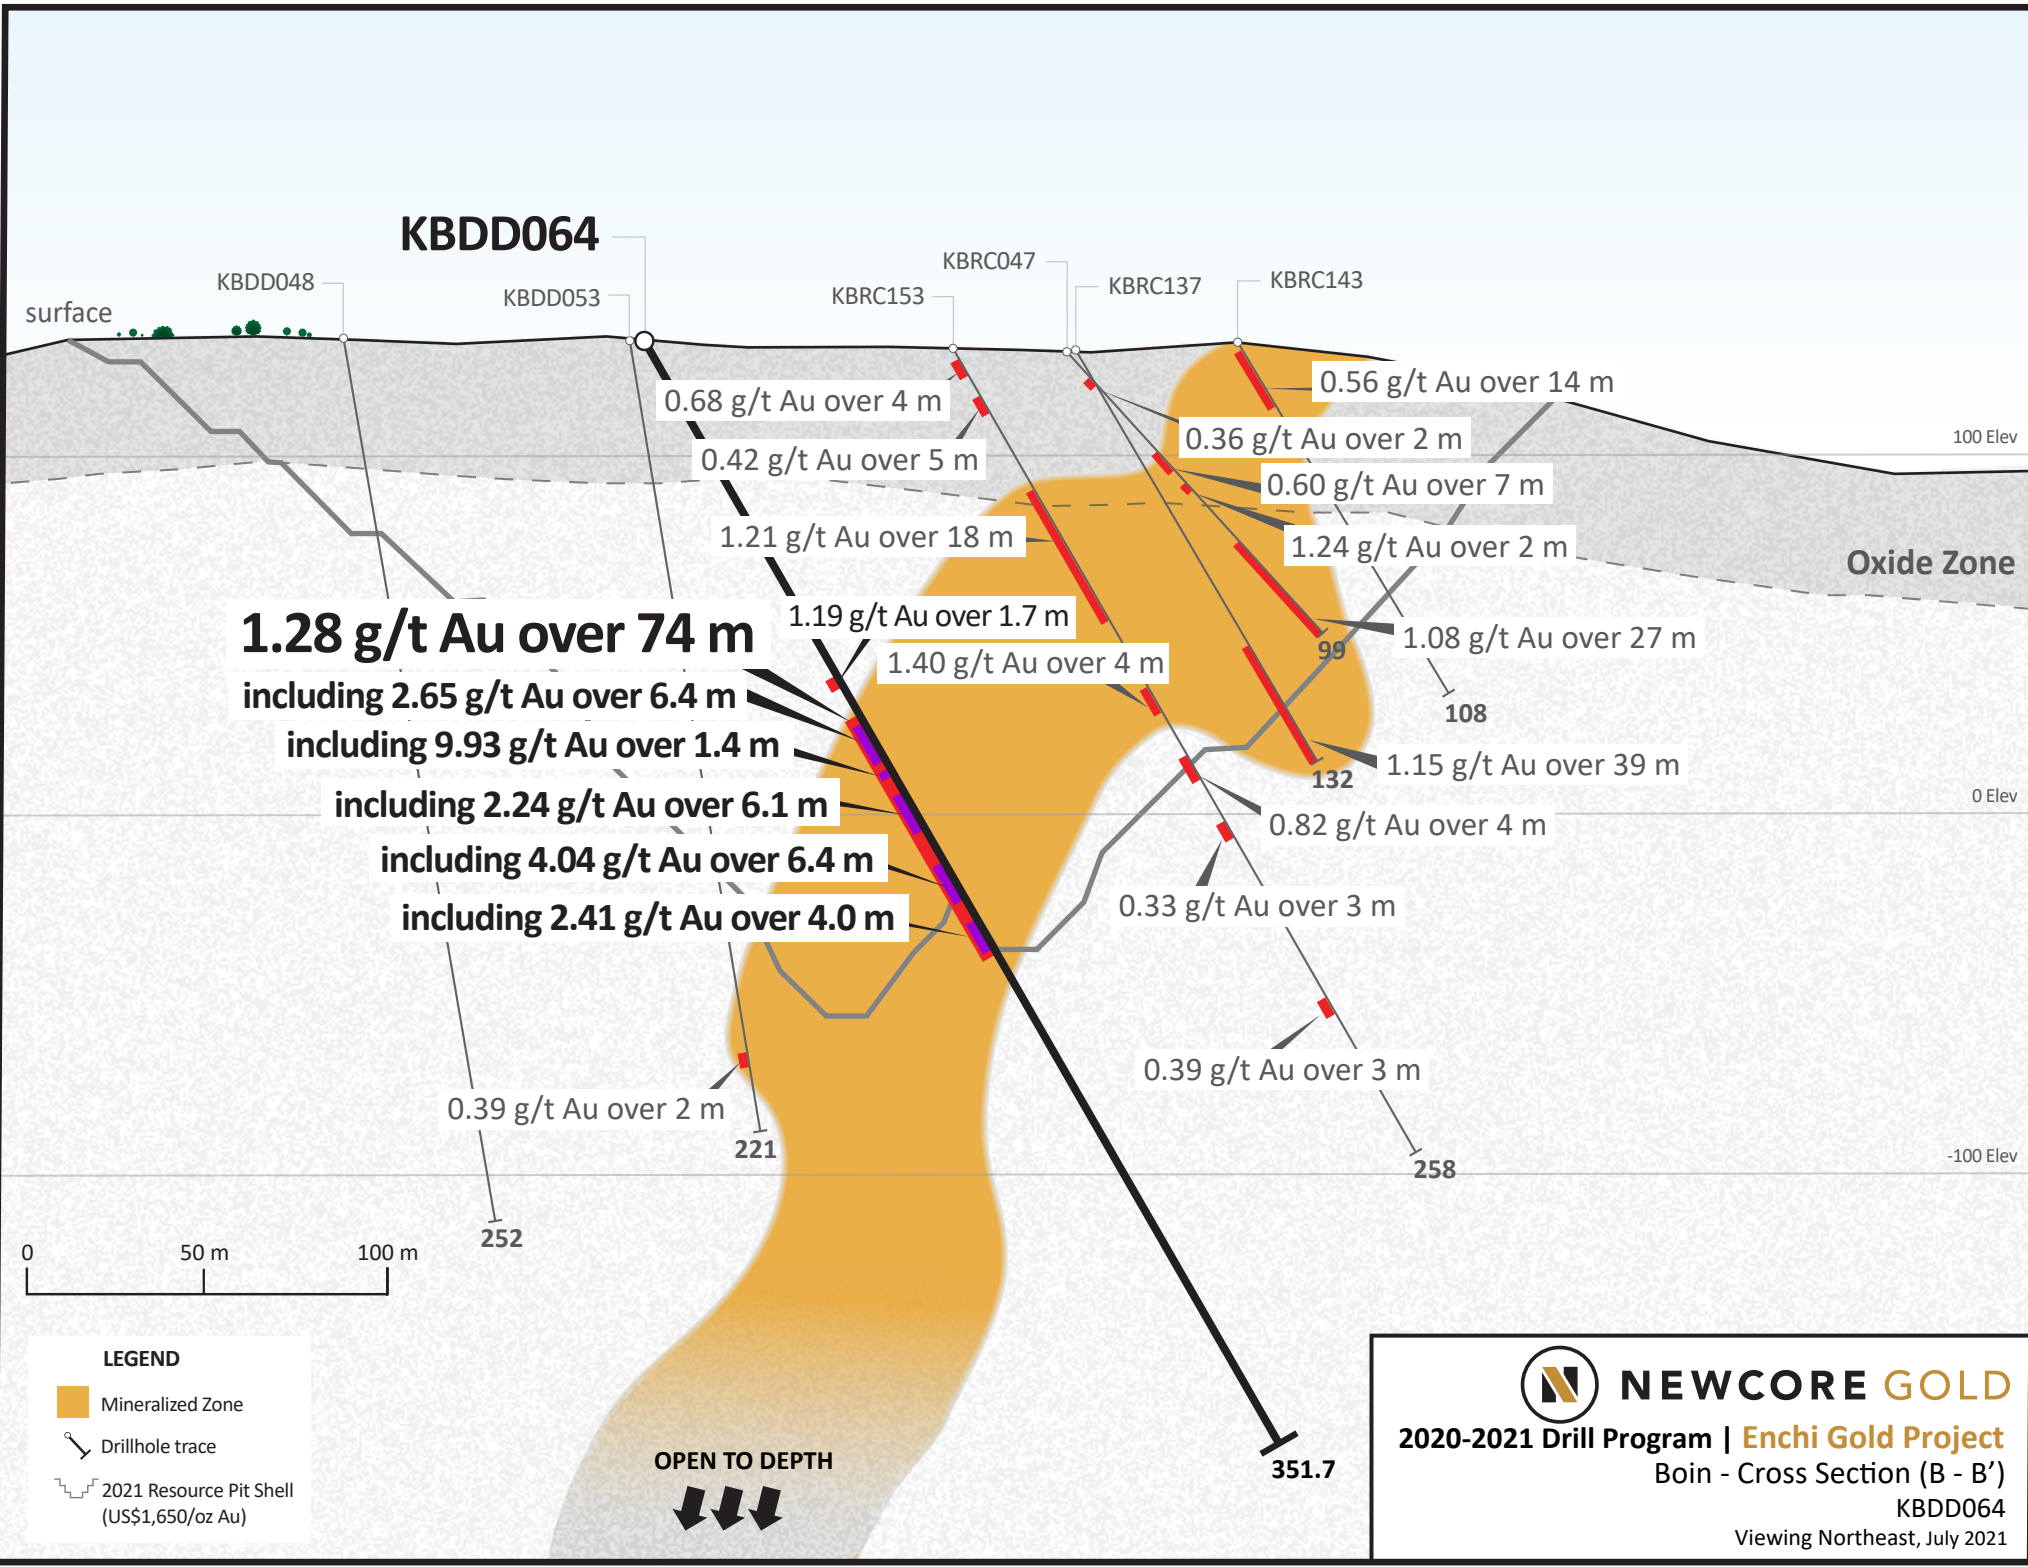 KBDD064
KBRC047
KBDD048
KBRC137
KBRC143
KBDD053
KBRC153
surface
0.56 g/t Au over 14 m
0.68 g/t Au over 4 m
0.36 g/t Au over 2 m
100 Elev
0.42 g/t Au over 5 m
0.60 g/t Au over 7 m
1.21 g/t Au over 18 m
1.24 g/t Au over 2 m
Oxide Zone
1.19 g/t Au over 1.7 m
1.28 g/t Au over 74 m
1.08 g/t Au over 27 m
99
1.40 g/t Au over 4 m
including 2.65 g/t Au over 6.4 m
108
including 9.93 g/t Au over 1.4 m
1.15 g/t Au over 39 m
132
0 Elev
including 2.24 g/t Au over 6.1 m
0.82 g/t Au over 4 m
including 4.04 g/t Au over 6.4 m
0.33 g/t Au over 3 m
including 2.41 g/t Au over 4.0 m
0.39 g/t Au over 3 m
0.39 g/t Au over 2 m
221
-100 Elev
258
252
0 50 m 100 m
LEGEND
Mineralized Zone
Drillhole trace
2021 Resource Pit Shell
(US$1,650/oz Au)
OPEN TO DEPTH
351.7
N NEWCORE GOLD
2020-2021 Drill Program | Enchi Gold Project
Boin - Cross Section (B - B’)
KBDD064
Viewing Northeast, July 2021